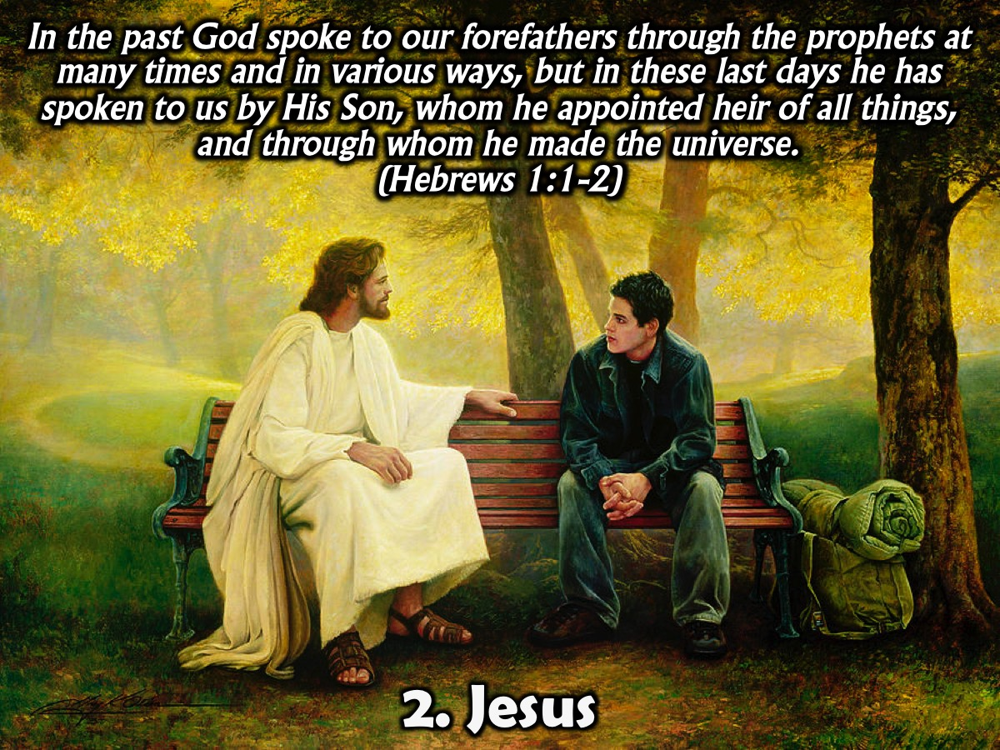 In the past God spoke to our forefathers through the prophets at
many times and in various ways, but in these last days he has
spoken to us by His Son, whom he appointed heir of all things,
and through whom he made the universe.
(Hebrews 1:1-2)
2. Jesus